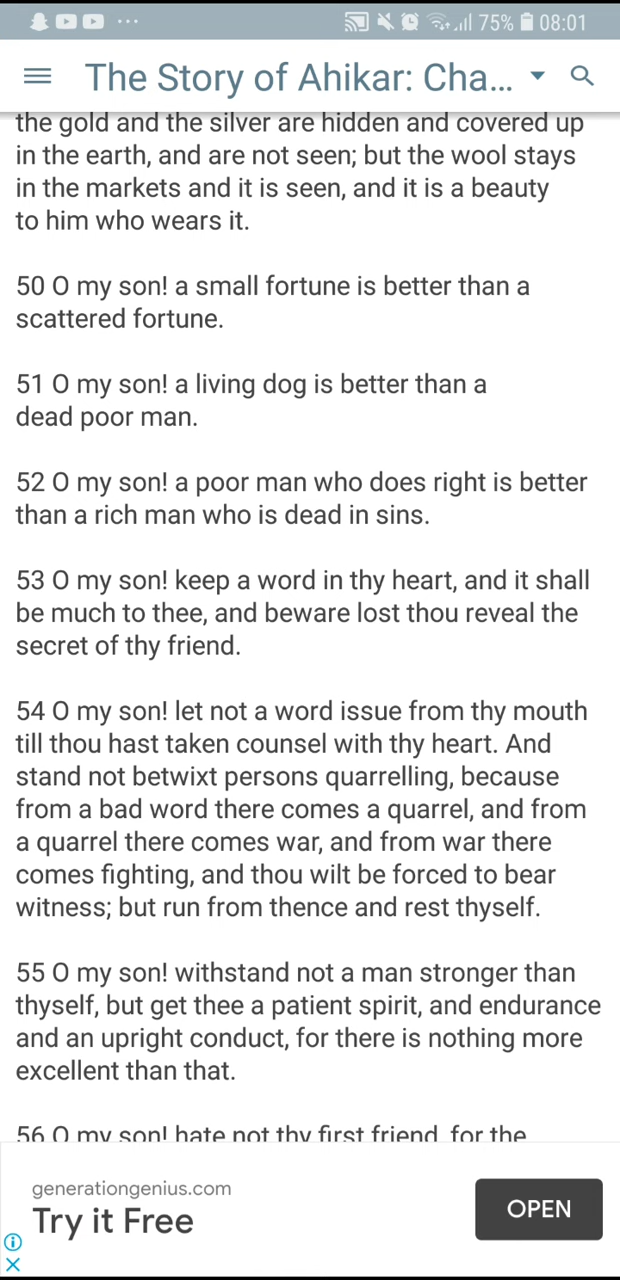 75% 08:01
The Story of Ahikar: Cha...
the gold and the silver are hidden and covered up
in the earth, and are not seen; but the wool stays
in the markets and it is seen, and it is a beauty
to him who wears it.
50 O my son! a small fortune is better than a
scattered fortune.
51 O my son! a living dog is better than a
dead poor man.
52 O my son! a poor man who does right is better
than a rich man who is dead in sins.
53 O my son! keep a word in thy heart, and it shall
be much to thee, and beware lost thou reveal the
secret of thy friend.
54 O my son! let not a word issue from thy mouth
till thou hast taken counsel with thy heart. And
stand not betwixt persons quarrelling, because
from a bad word there comes a quarrel, and from
a quarrel there comes war, and from war there
comes fighting, and thou wilt be forced to bear
witness; but run from thence and rest thyself.
55 O my son! withstand not a man stronger than
thyself, but get thee a patient spirit, and endurance
and an upright conduct, for there is nothing more
excellent than that.
56 O my son! hate not thy first friend, for the
generationgenius.com
Try it Free
OPEN